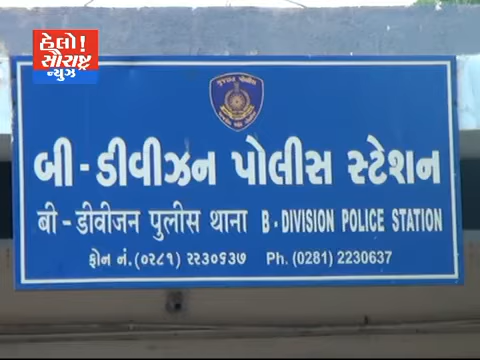 હેલો!
સૌરાષ્ટ્ર
ન્યુઝ
બી - ડીવીઝન પોલીસ સ્ટેશન
बी - डीवीजन पुलीस थाना B - DIVISION POLICE STATION
ફોન નં. (૦૨૮૧) ૨૨૩૦૬૩૭ Ph. (0281) 2230637